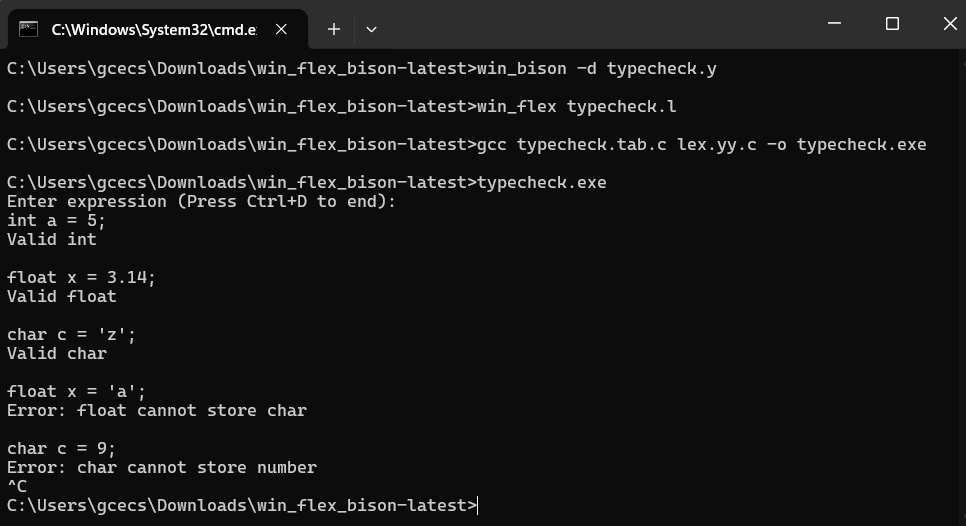 C:\Windows\System32\cmd.e
C:\Users\gcecs\Downloads\win_flex_bison-latest>win_bison -d typecheck.y
C:\Users\gcecs\Downloads\win_flex_bison-latest>win_flex typecheck.l
C:\Users\gcecs\Downloads\win_flex_bison-latest>gcc typecheck.tab.c lex.yy.c -o typecheck.exe
C:\Users\gcecs\Downloads\win_flex_bison-latest>typecheck.exe
Enter expression (Press Ctrl+D to end):
int a = 5;
Valid int
float x = 3.14;
Valid float
char c = 'z';
Valid char
float x = 'a';
Error: float cannot store char
char c = 9;
Error: char cannot store number
^C
C:\Users\gcecs\Downloads\win_flex_bison-latest>